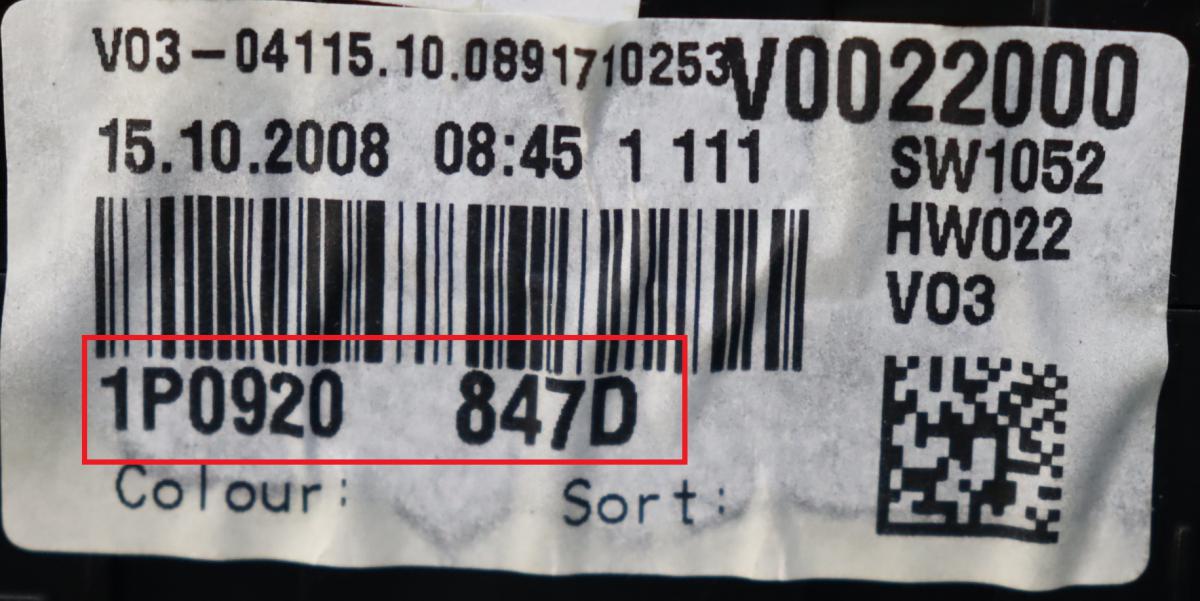 V03-04115.10.0891710253 V0022000
15.10.2008 08:45 1 111
SW1052
HW022
V03
1P0920 847D
Colour: Sort: